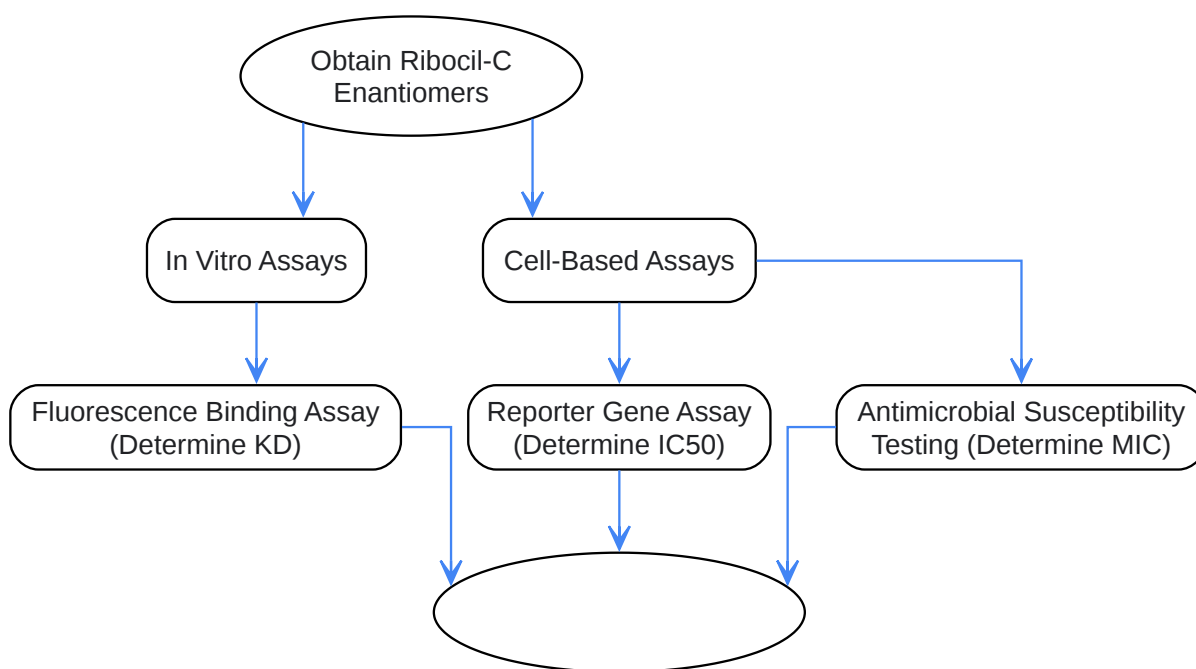 Obtain Ribocil-C
Enantiomers
In Vitro Assays
Cell-Based Assays
Fluorescence Binding Assay
(Determine KD)
Reporter Gene Assay
(Determine IC50)
Antimicrobial Susceptibility
Testing (Determine MIC)